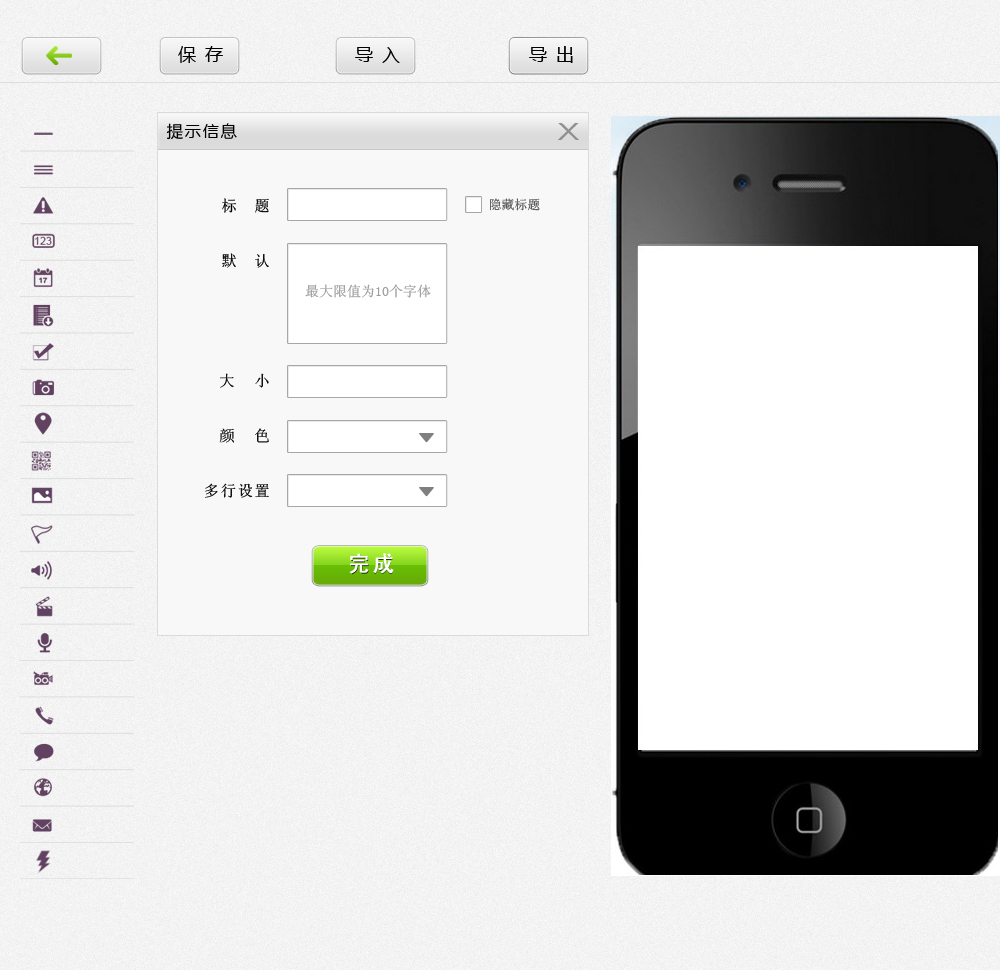 保存
导入
导出
提示信息
标 题
隐藏标题
默 认
最大限值为10个字体
大 小
颜 色
多行设置
完成
123
17